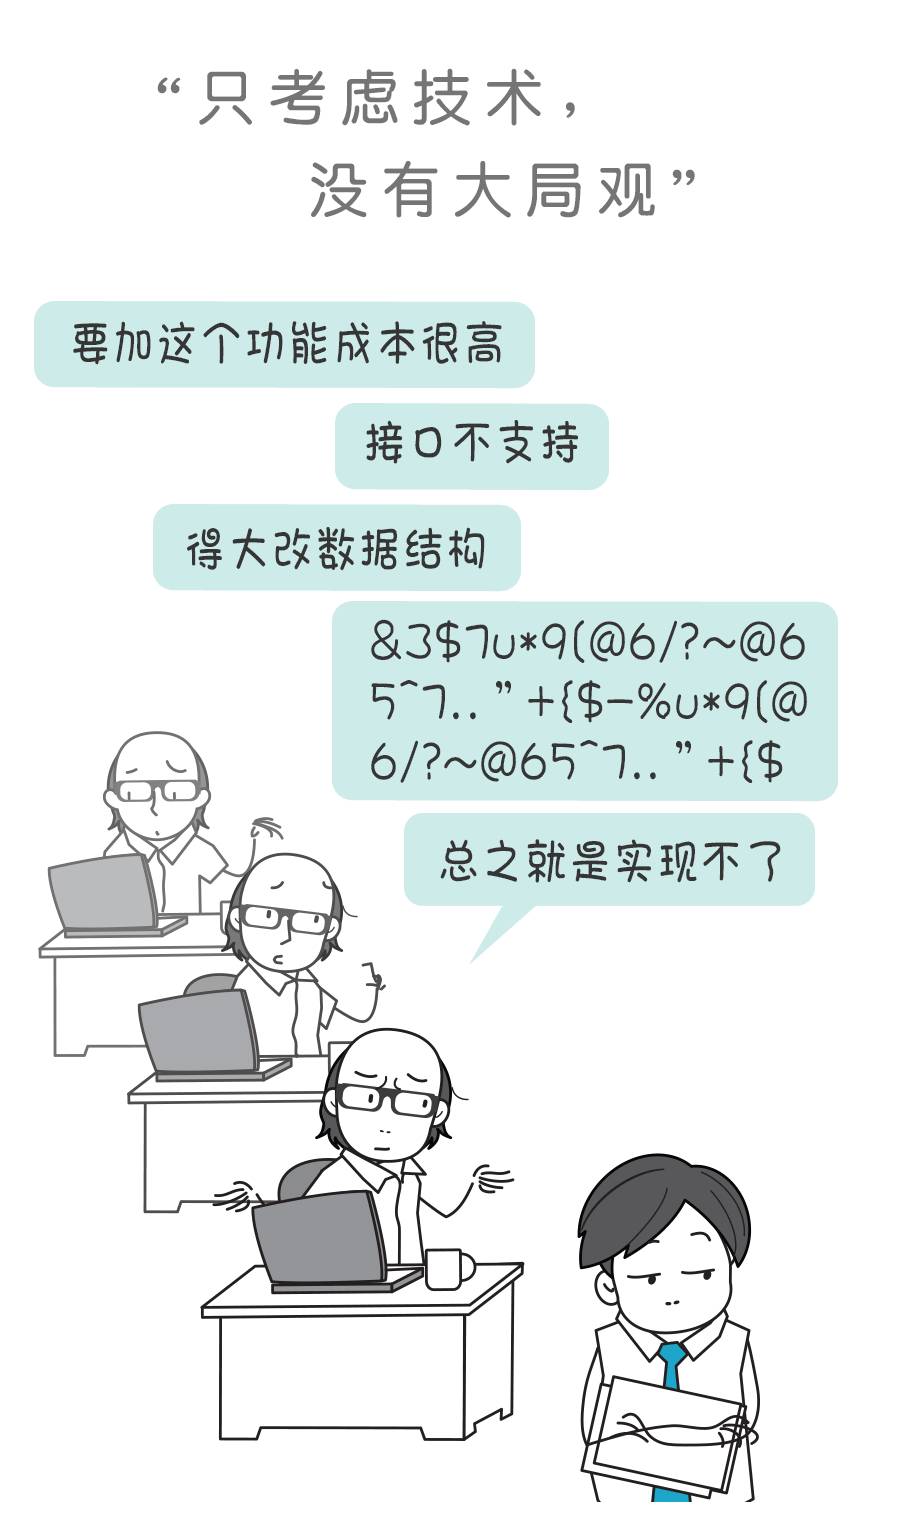 “只考虑技术，
没有大局观”
要加这个功能成本很高
接口不支持
得大改数据结构
&3$7u*9(@6/?~@6
5^7..”+{$-%u*9(@
6/?~@65^7..”+{$
总之就是实现不了